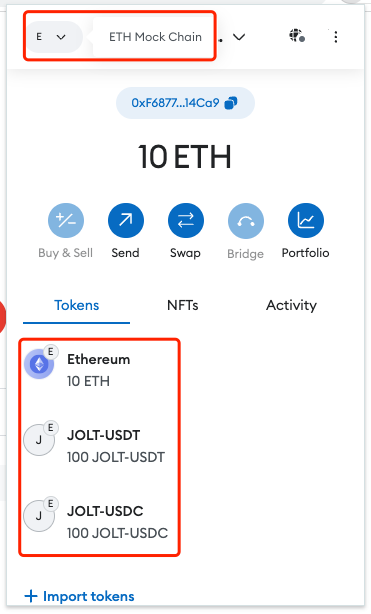 E ETH Mock Chain
0xF6877...14Ca9
10 ETH
Buy & Sell Send Swap Bridge Portfolio
Tokens NFTs Activity
E
Ethereum
10 ETH
J E
JOLT-USDT
100 JOLT-USDT
J E
JOLT-USDC
100 JOLT-USDC
+ Import tokens